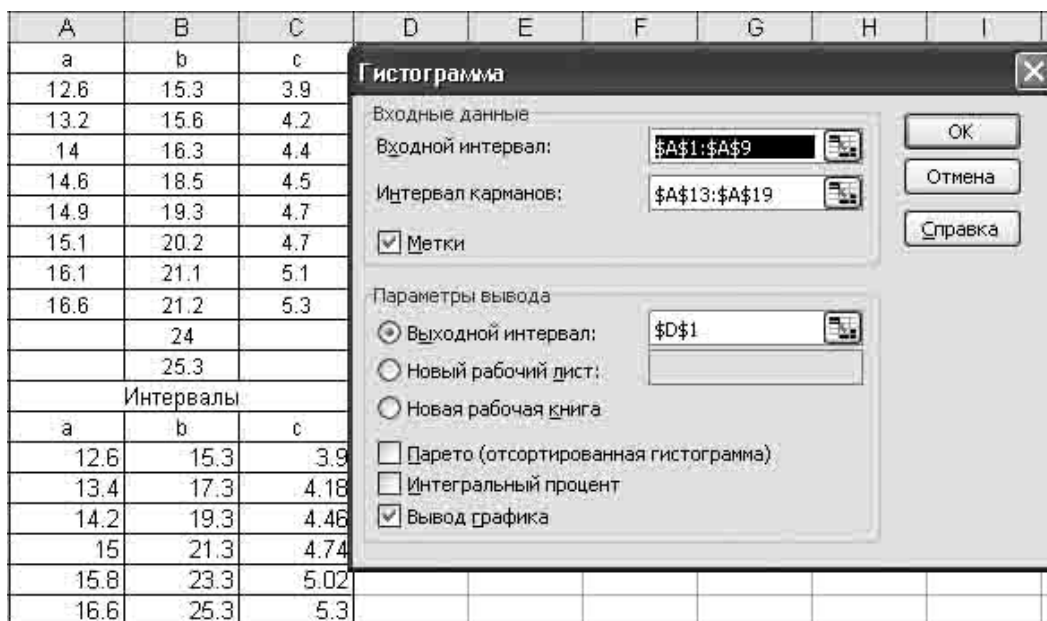 A B C D E F G H I
a b c
12.6 15.3 3.9
13.2 15.6 4.2
14 16.3 4.4
14.6 18.5 4.5
14.9 19.3 4.7
15.1 20.2 4.7
16.1 21.1 5.1
16.6 21.2 5.3
24
25.3
Интервалы
a b c
12.6 15.3 3.9
13.4 17.3 4.18
14.2 19.3 4.46
15 21.3 4.74
15.8 23.3 5.02
16.6 25.3 5.3
Гистограмма
Входные данные
Входной интервал: $A$1:$A$9
Интервал карманов: $A$13:$A$19
Метки
Параметры вывода
Выходной интервал: $D$1
Новый рабочий лист:
Новая рабочая книга
Парето (отсортированная гистограмма)
Интегральный процент
Вывод графика
ОК
Отмена
Справка